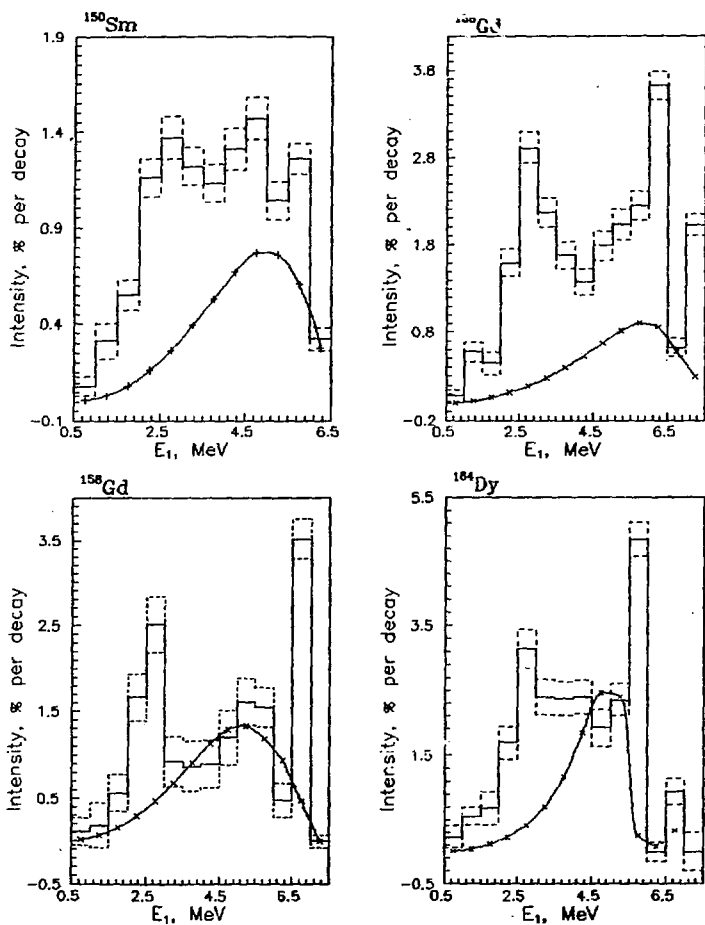 ¹⁵⁰Sm
1.9
1.4
0.9
0.4
-0.1
Intensity, % per decay
0.5 2.5 4.5 6.5
E₁, MeV
3.8
2.8
1.8
0.8
-0.2
Intensity, % per decay
0.5 2.5 4.5 6.5
E₁, MeV
¹⁵⁸Gd
3.5
2.5
1.5
0.5
-0.5
Intensity, % per decay
0.5 2.5 4.5 6.5
E₁, MeV
¹⁶⁴Dy
5.5
3.5
1.5
-0.5
Intensity, % per decay
0.5 2.5 4.5 6.5
E₁, MeV